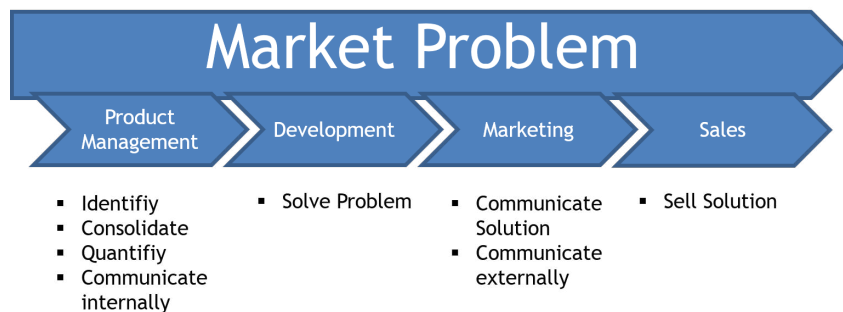 Market Problem
Product
Management
Development
Marketing
Sales
▪ Identifiy
▪ Consolidate
▪ Quantifiy
▪ Communicate
internally
▪ Solve Problem
▪ Communicate
Solution
▪ Communicate
externally
▪ Sell Solution